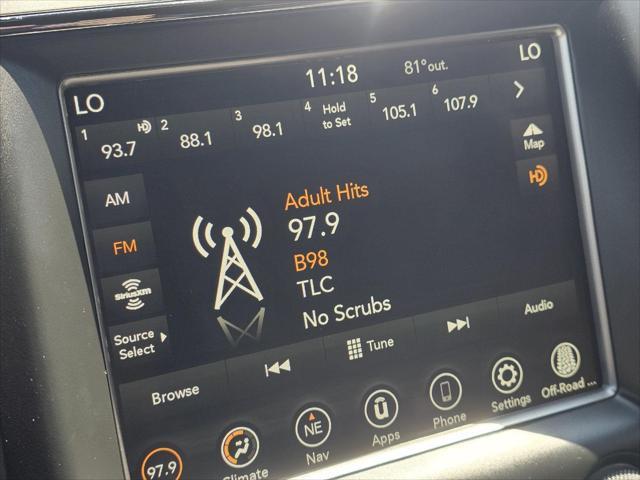 11:18
81°out.
LO
LO
1 93.7 HD
2 88.1
3 98.1
4 Hold to Set
5 105.1
6 107.9
Map
HD
AM
FM
SiriusXM
Source Select
Adult Hits
97.9
B98
TLC
No Scrubs
Browse
Tune
Audio
97.9
Climate
NE
Nav
Apps
Phone
Settings
Off-Road ...